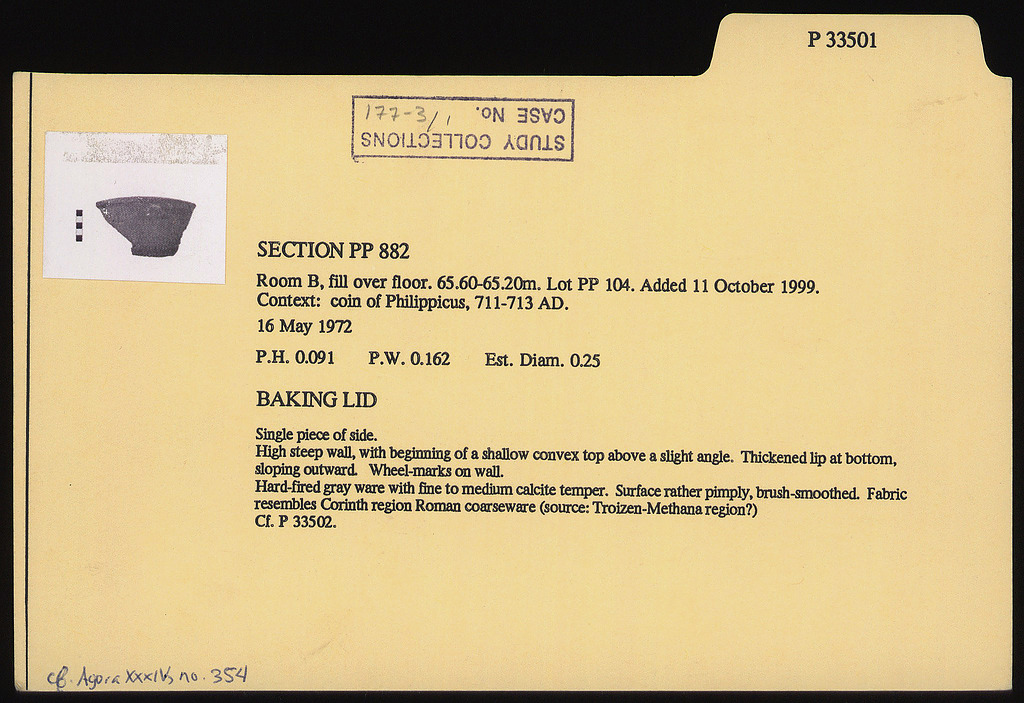 P 33501
STUDY COLLECTIONS
CASE No. 177-3/1
SECTION PP 882
Room B, fill over floor. 65.60-65.20m. Lot PP 104. Added 11 October 1999.
Context: coin of Philippicus, 711-713 AD.
16 May 1972
P.H. 0.091 P.W. 0.162 Est. Diam. 0.25
BAKING LID
Single piece of side.
High steep wall, with beginning of a shallow convex top above a slight angle. Thickened lip at bottom,
sloping outward. Wheel-marks on wall.
Hard-fired gray ware with fine to medium calcite temper. Surface rather pimply, brush-smoothed. Fabric
resembles Corinth region Roman coarseware (source: Troizen-Methana region?)
Cf. P 33502.
cf. Agora XXXIV, no. 354